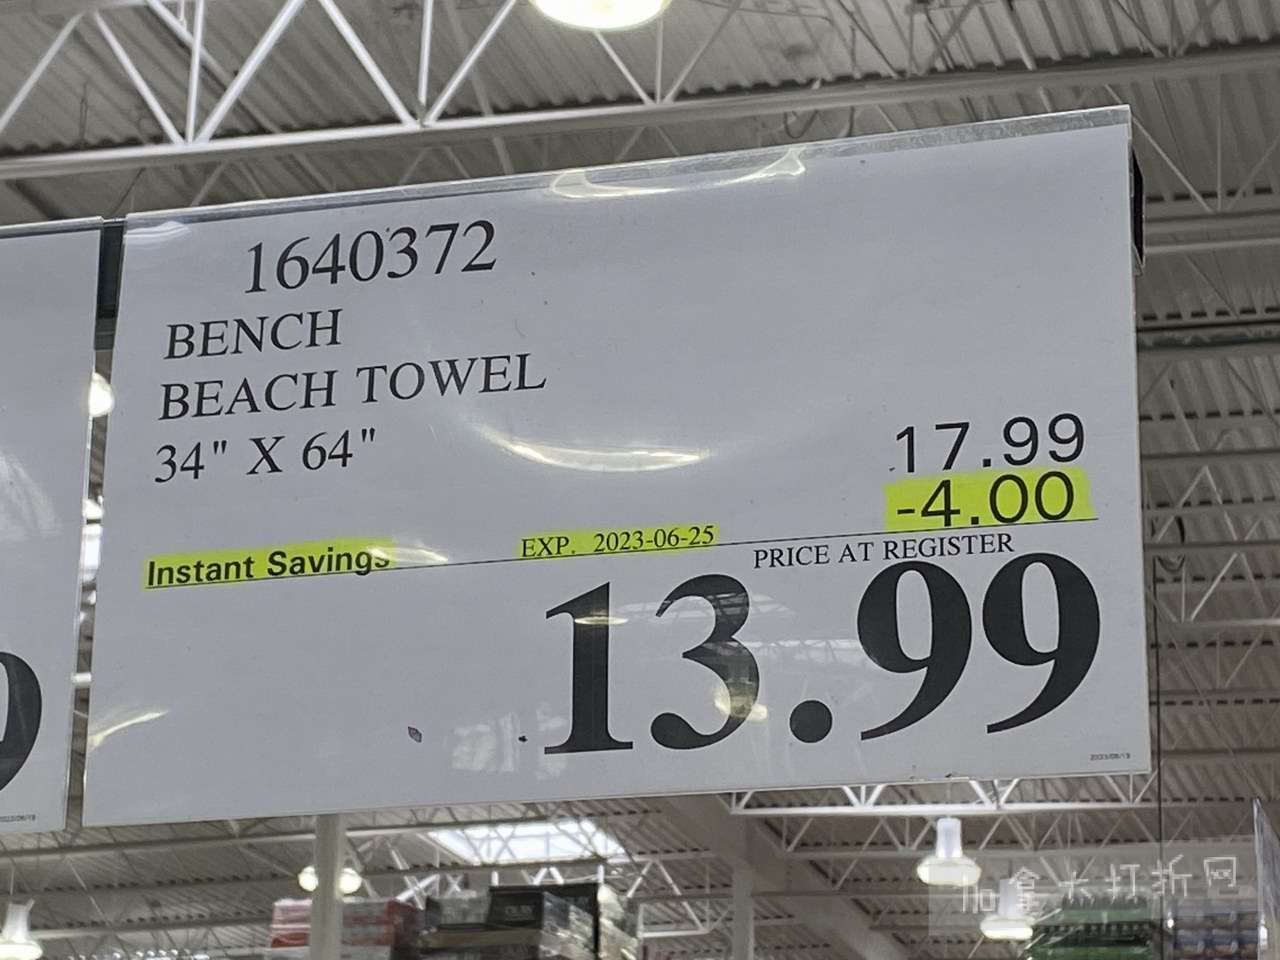 1640372
BENCH
BEACH TOWEL
34" X 64"
17.99
-4.00
Instant Savings
EXP. 2023-06-25
PRICE AT REGISTER
13.99
加拿大打折网